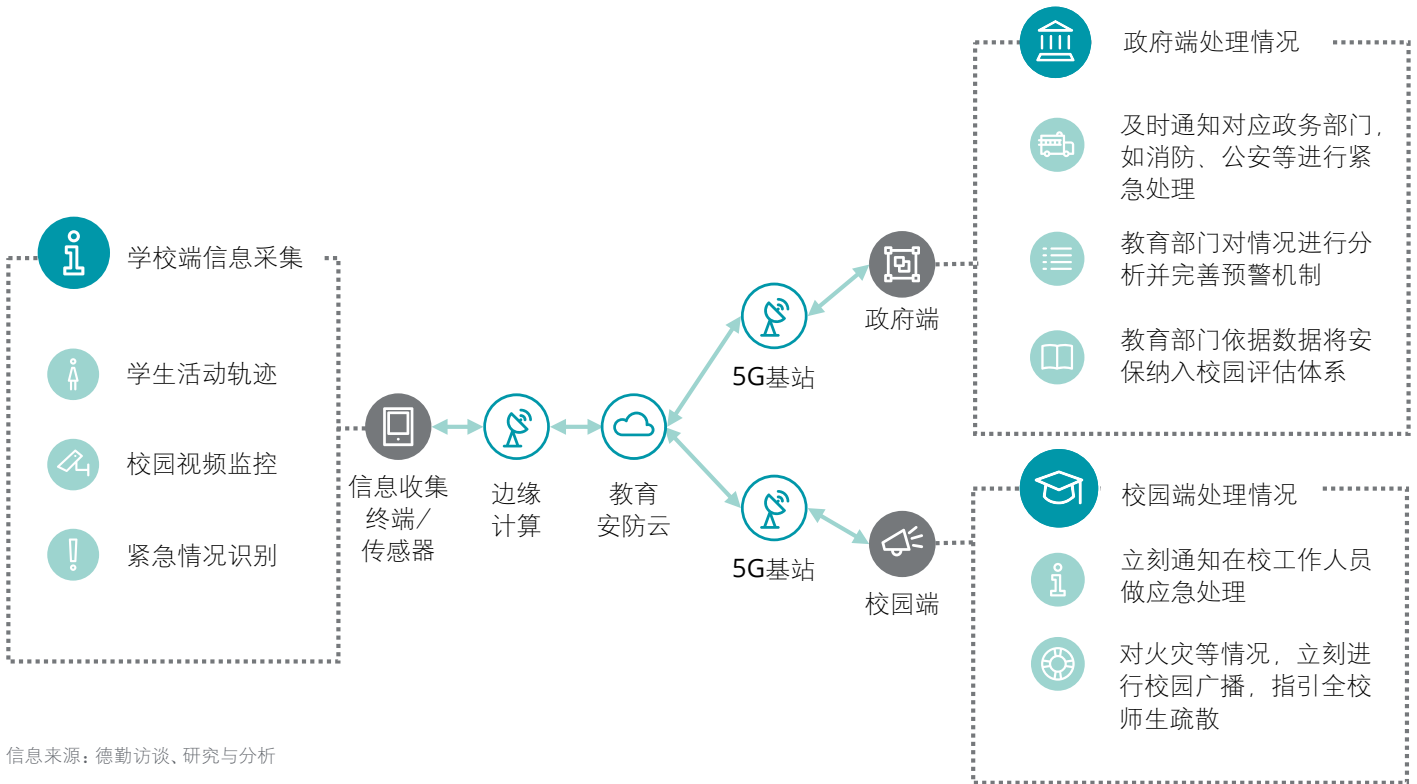 学校端信息采集
学生活动轨迹
校园视频监控
紧急情况识别
信息收集
终端/
传感器
边缘
计算
教育
安防云
5G基站
政府端
5G基站
校园端
政府端处理情况
及时通知对应政务部门，
如消防、公安等进行紧
急处理
教育部门对情况进行分
析并完善预警机制
教育部门依据数据将安
保纳入校园评估体系
校园端处理情况
立刻通知在校工作人员
做应急处理
对火灾等情况，立刻进
行校园广播，指引全校
师生疏散
信息来源：德勤访谈、研究与分析